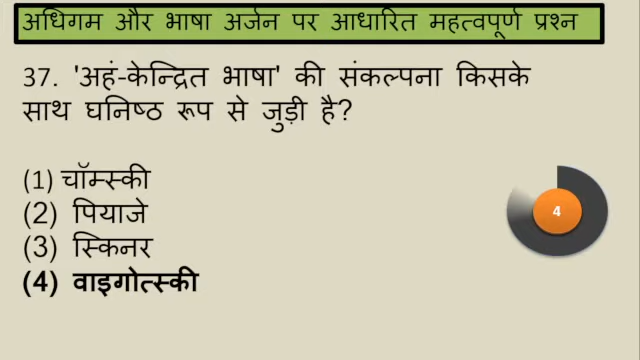 अधिगम और भाषा अर्जन पर आधारित महत्वपूर्ण प्रश्न
37. 'अहं-केन्द्रित भाषा' की संकल्पना किसके
साथ घनिष्ठ रूप से जुड़ी है?
(1) चॉम्स्की
(2) पियाजे
(3) स्किनर
(4) वाइगोत्स्की
4